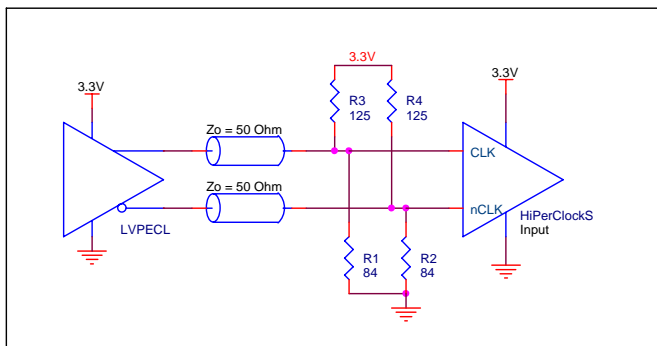 3.3V
3.3V
3.3V
R3
125
R4
125
Zo = 50 Ohm
CLK
Zo = 50 Ohm
nCLK
LVPECL
HiPerClockS
Input
R1
84
R2
84